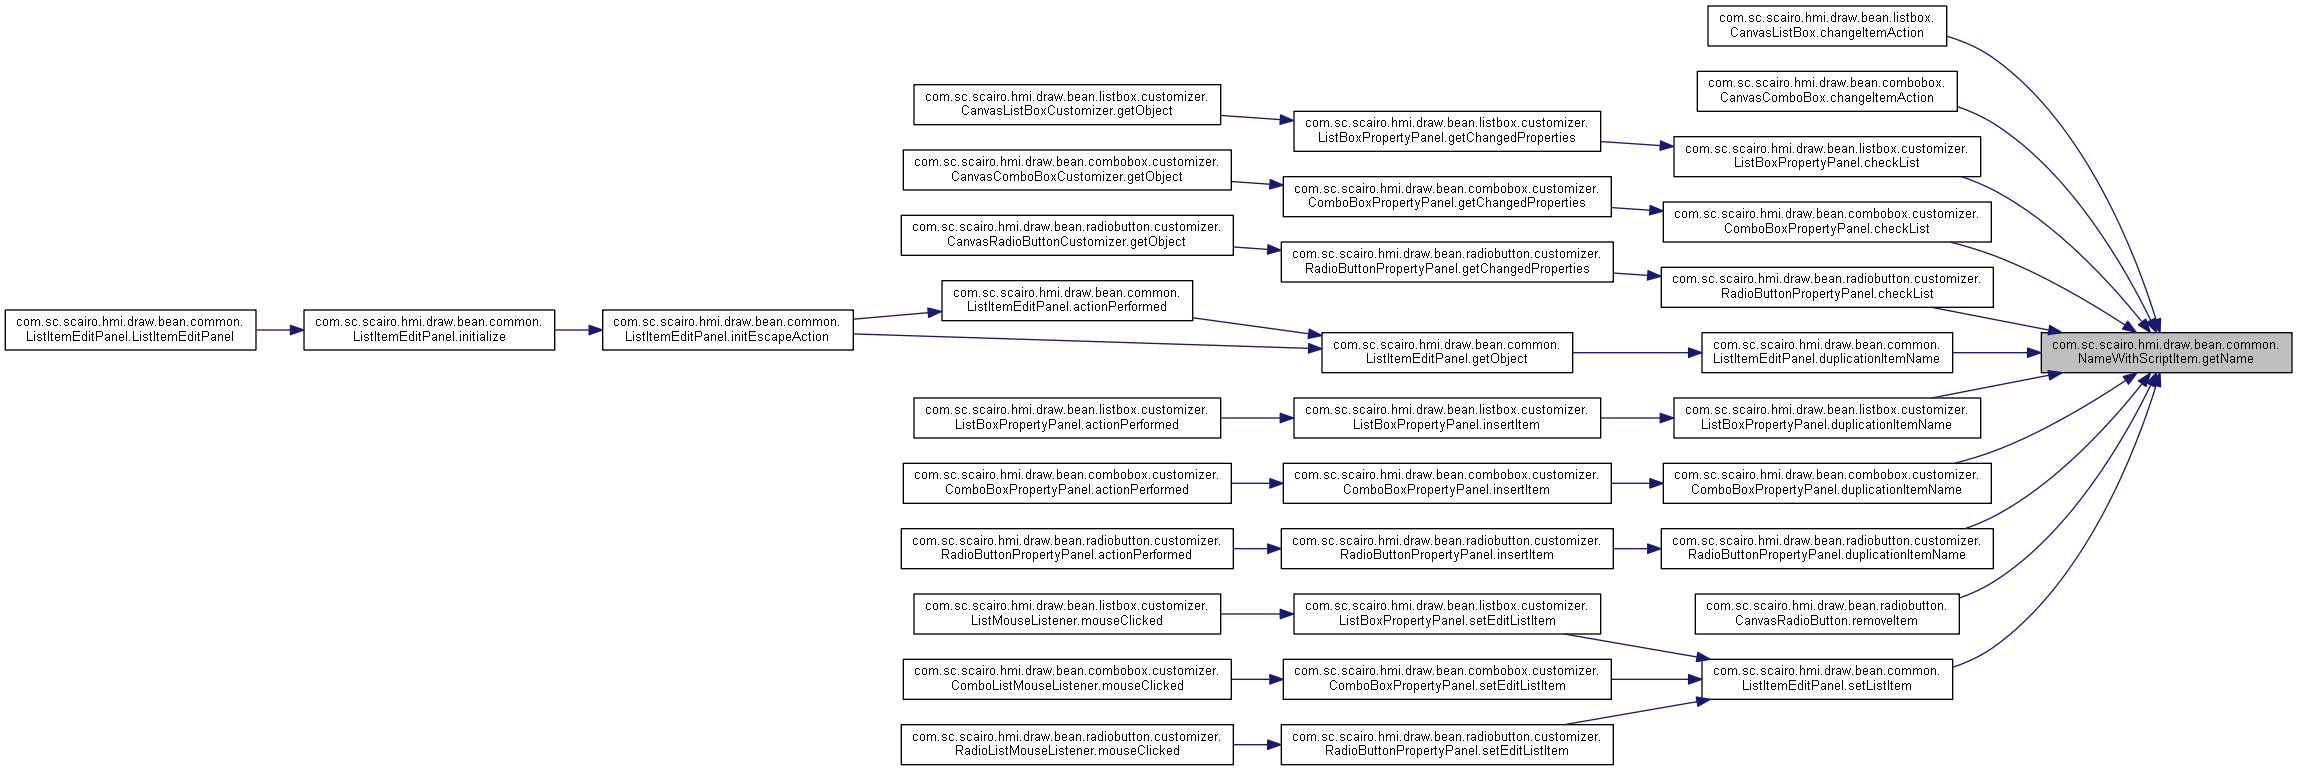 com.sc.scairo.hmi.draw.bean.listbox.
CanvasListBox.changeItemAction
com.sc.scairo.hmi.draw.bean.combobox.
CanvasComboBox.changeItemAction
com.sc.scairo.hmi.draw.bean.listbox.customizer.
CanvasListBoxCustomizer.getObject
com.sc.scairo.hmi.draw.bean.listbox.customizer.
ListBoxPropertyPanel.getChangedProperties
com.sc.scairo.hmi.draw.bean.listbox.customizer.
ListBoxPropertyPanel.checkList
com.sc.scairo.hmi.draw.bean.combobox.customizer.
CanvasComboBoxCustomizer.getObject
com.sc.scairo.hmi.draw.bean.combobox.customizer.
ComboBoxPropertyPanel.getChangedProperties
com.sc.scairo.hmi.draw.bean.combobox.customizer.
ComboBoxPropertyPanel.checkList
com.sc.scairo.hmi.draw.bean.radiobutton.customizer.
CanvasRadioButtonCustomizer.getObject
com.sc.scairo.hmi.draw.bean.radiobutton.customizer.
RadioButtonPropertyPanel.getChangedProperties
com.sc.scairo.hmi.draw.bean.radiobutton.customizer.
RadioButtonPropertyPanel.checkList
com.sc.scairo.hmi.draw.bean.common.
ListItemEditPanel.ListItemEditPanel
com.sc.scairo.hmi.draw.bean.common.
ListItemEditPanel.initialize
com.sc.scairo.hmi.draw.bean.common.
ListItemEditPanel.initEscapeAction
com.sc.scairo.hmi.draw.bean.common.
ListItemEditPanel.actionPerformed
com.sc.scairo.hmi.draw.bean.common.
ListItemEditPanel.getObject
com.sc.scairo.hmi.draw.bean.common.
ListItemEditPanel.duplicationItemName
com.sc.scairo.hmi.draw.bean.common.
NameWithScriptItem.getName
com.sc.scairo.hmi.draw.bean.listbox.customizer.
ListBoxPropertyPanel.actionPerformed
com.sc.scairo.hmi.draw.bean.listbox.customizer.
ListBoxPropertyPanel.insertItem
com.sc.scairo.hmi.draw.bean.listbox.customizer.
ListBoxPropertyPanel.duplicationItemName
com.sc.scairo.hmi.draw.bean.combobox.customizer.
ComboBoxPropertyPanel.actionPerformed
com.sc.scairo.hmi.draw.bean.combobox.customizer.
ComboBoxPropertyPanel.insertItem
com.sc.scairo.hmi.draw.bean.combobox.customizer.
ComboBoxPropertyPanel.duplicationItemName
com.sc.scairo.hmi.draw.bean.radiobutton.customizer.
RadioButtonPropertyPanel.actionPerformed
com.sc.scairo.hmi.draw.bean.radiobutton.customizer.
RadioButtonPropertyPanel.insertItem
com.sc.scairo.hmi.draw.bean.radiobutton.customizer.
RadioButtonPropertyPanel.duplicationItemName
com.sc.scairo.hmi.draw.bean.listbox.customizer.
ListMouseListener.mouseClicked
com.sc.scairo.hmi.draw.bean.listbox.customizer.
ListBoxPropertyPanel.setEditListItem
com.sc.scairo.hmi.draw.bean.radiobutton.
CanvasRadioButton.removeItem
com.sc.scairo.hmi.draw.bean.combobox.customizer.
ComboListMouseListener.mouseClicked
com.sc.scairo.hmi.draw.bean.combobox.customizer.
ComboBoxPropertyPanel.setEditListItem
com.sc.scairo.hmi.draw.bean.common.
ListItemEditPanel.setListItem
com.sc.scairo.hmi.draw.bean.radiobutton.customizer.
RadioListMouseListener.mouseClicked
com.sc.scairo.hmi.draw.bean.radiobutton.customizer.
RadioButtonPropertyPanel.setEditListItem